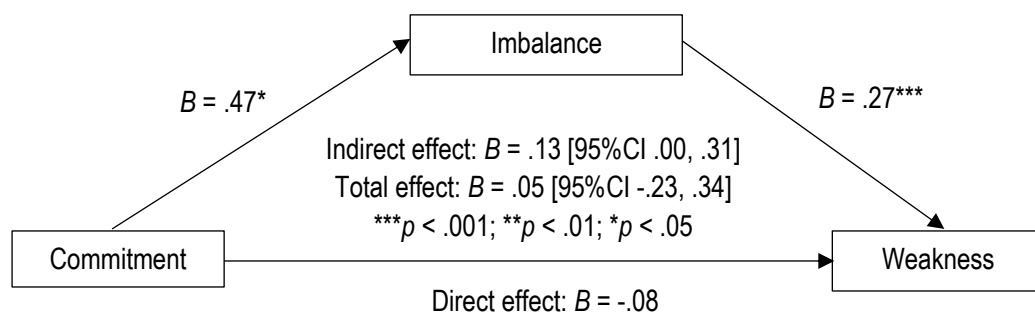 Imbalance
B = .47*
B = .27***
Indirect effect: B = .13 [95%CI .00, .31]
Total effect: B = .05 [95%CI -.23, .34]
***p < .001; **p < .01; *p < .05
Commitment
Weakness
Direct effect: B = -.08